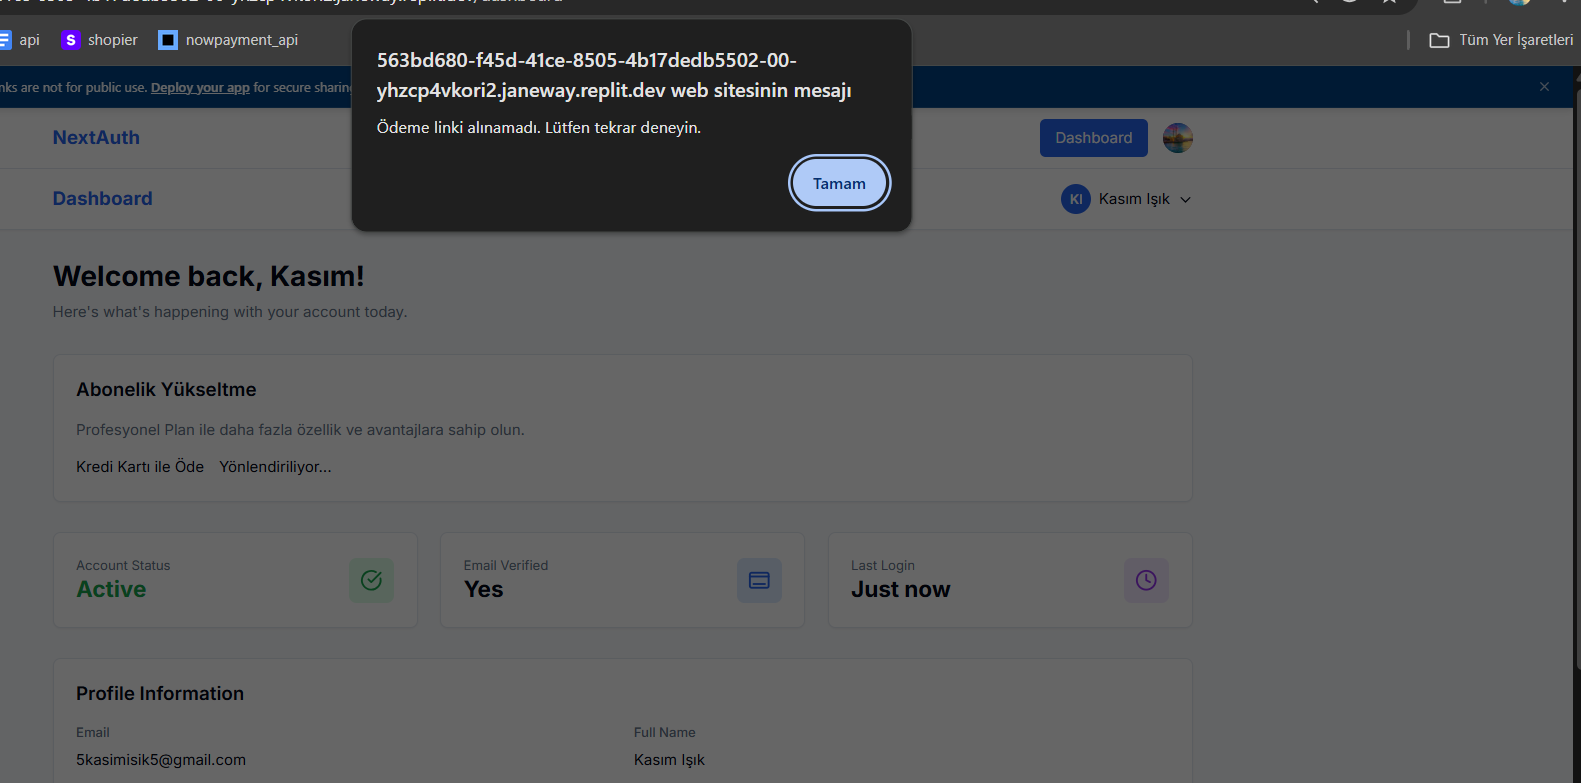 api
shopier
nowpayment_api
Tüm Yer İşaretleri
563bd680-f45d-41ce-8505-4b17dedb5502-00-
yhzcp4vkori2.janeway.replit.dev web sitesinin mesajı
Ödeme linki alınamadı. Lütfen tekrar deneyin.
Tamam
are not for public use. Deploy your app for secure
NextAuth
Dashboard
Dashboard
KI Kasım Işık
Welcome back, Kasım!
Here's what's happening with your account today.
Abonelik Yükseltme
Profesyonel Plan ile daha fazla özellik ve avantajlara sahip olun.
Kredi Kartı ile Öde Yönlendiriliyor...
Account Status
Active
Email Verified
Yes
Last Login
Just now
Profile Information
Email
5kasimisik5@gmail.com
Full Name
Kasım Işık